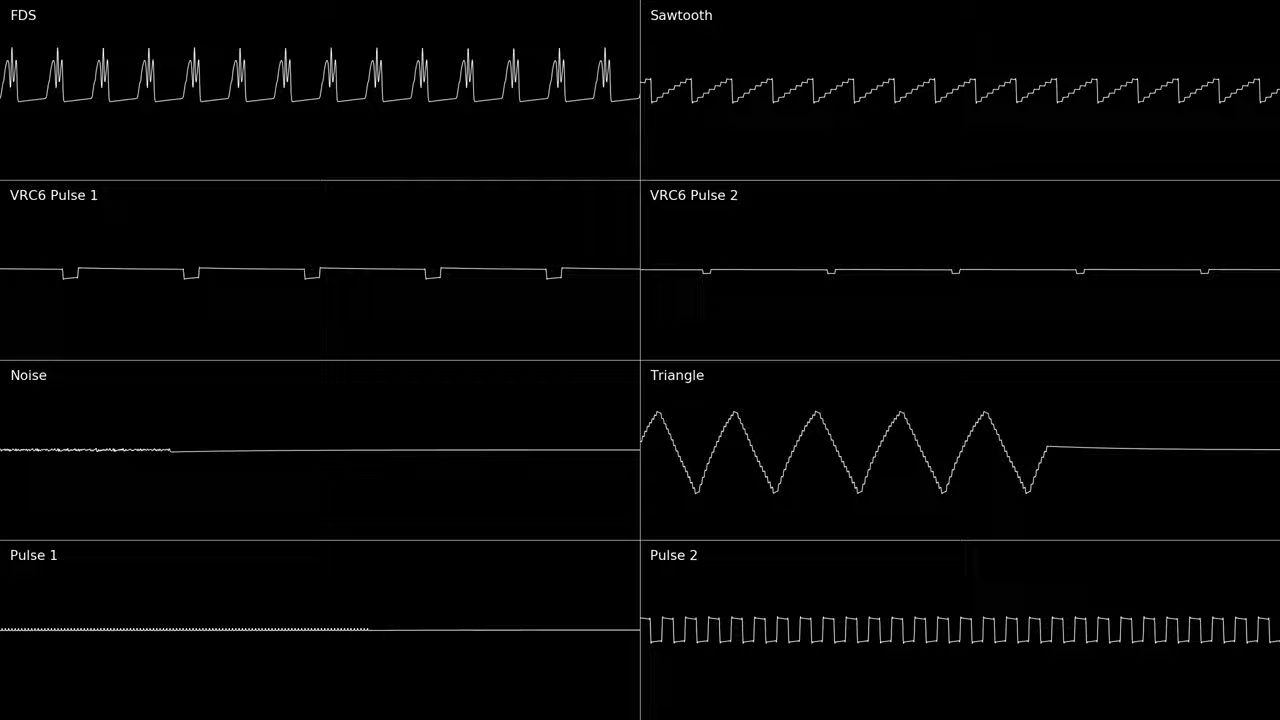 FDS
Sawtooth
VRC6 Pulse 1
VRC6 Pulse 2
Noise
Triangle
Pulse 1
Pulse 2